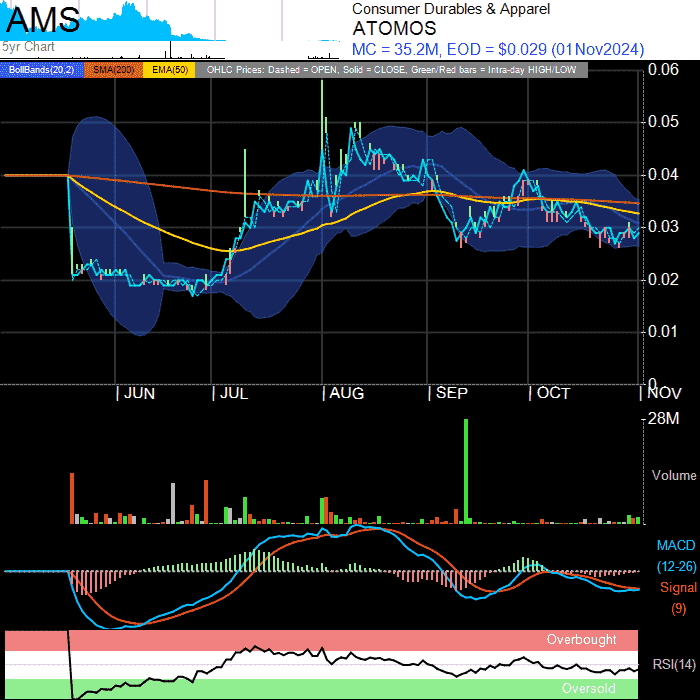 AMS
5yr Chart
Consumer Durables & Apparel
ATOMOS
MC = 35.2M, EOD = $0.029 (01Nov2024)
BollBands(20,2) SMA(200) EMA(50) OHLC Prices: Dashed = OPEN, Solid = CLOSE, Green/Red bars = Intra-day HIGH/LOW
0.06
0.05
0.04
0.03
0.02
0.01
0
JUN JUL AUG SEP OCT NOV
28M
Volume
MACD
(12-26)
Signal
(9)
Overbought
RSI(14)
Oversold